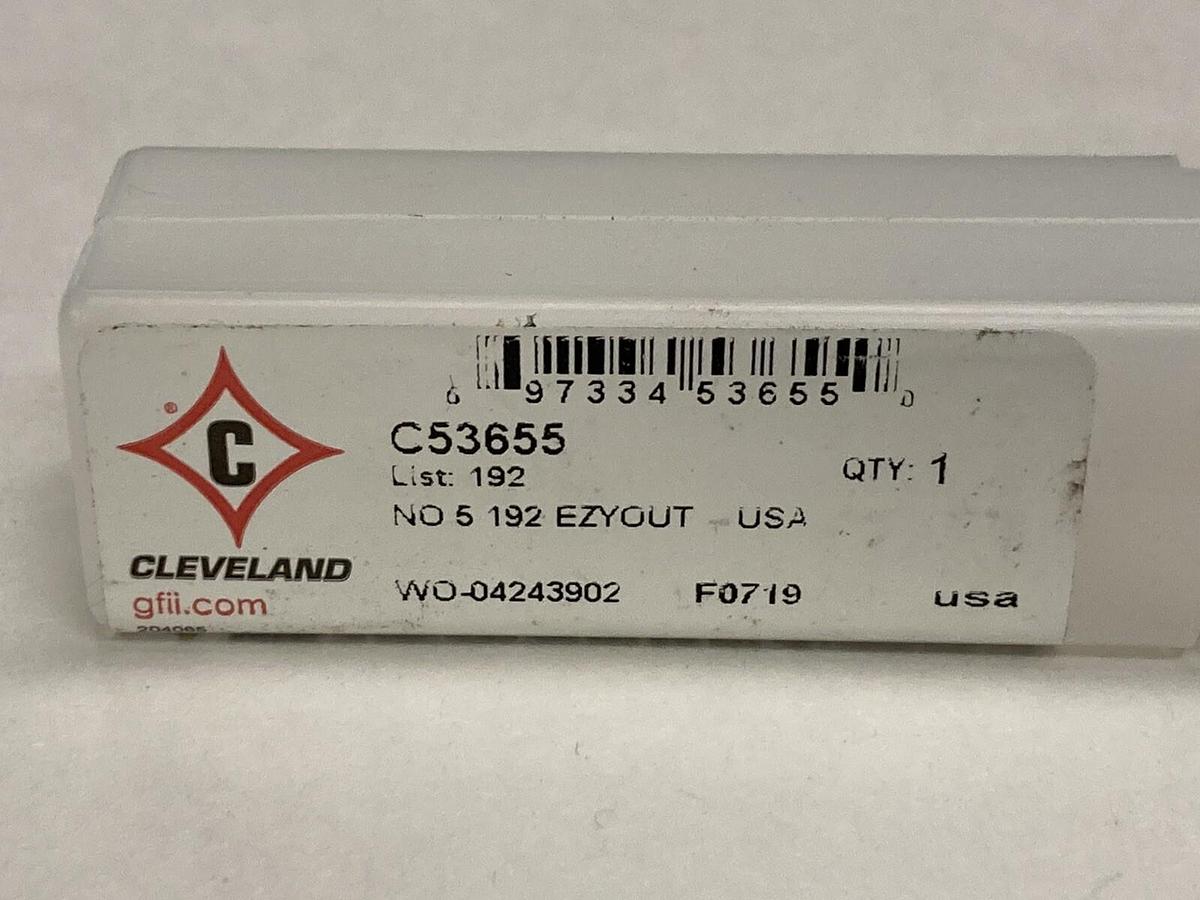 6 97334 53655 0
C53655
List: 192
QTY: 1
NO 5 192 EZYOUT USA
WO-04243902 F0719 usa
®
C
CLEVELAND
gfii.com